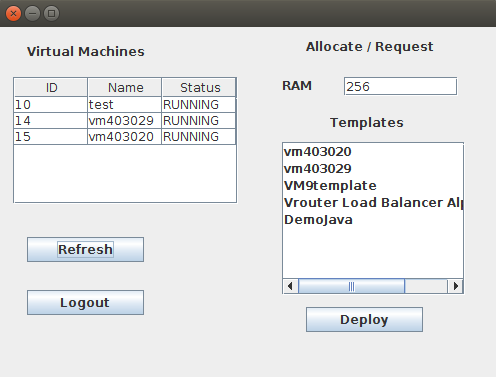 Virtual Machines
ID Name Status
10 test RUNNING
14 vm403029 RUNNING
15 vm403020 RUNNING
Refresh
Logout
Allocate / Request
RAM 256
Templates
vm403020
vm403029
VM9template
Vrouter Load Balancer Alp
DemoJava
Deploy